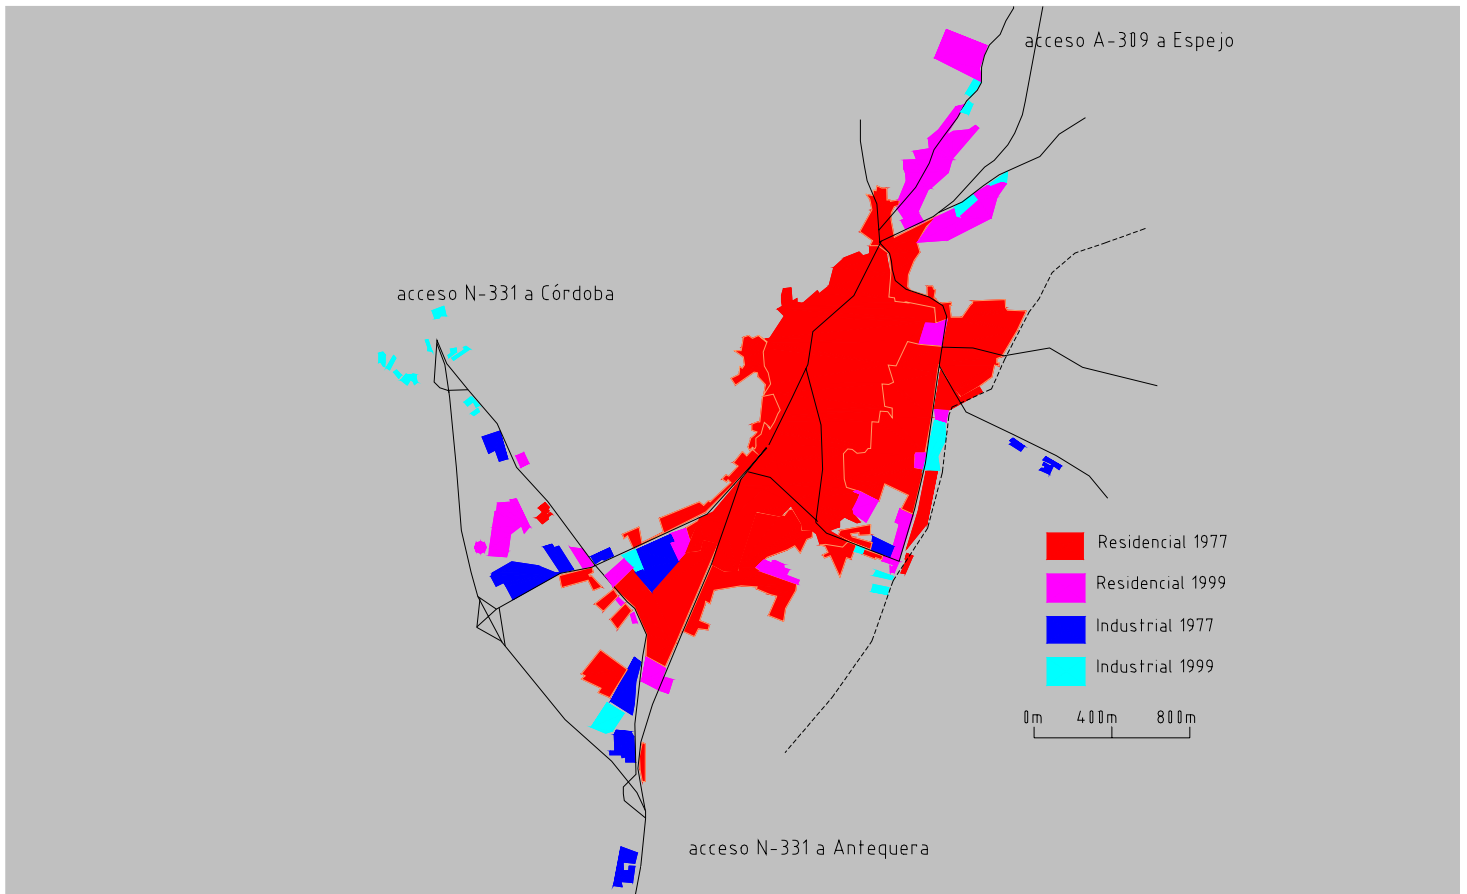 acceso A-309 a Espejo
acceso N-331 a Córdoba
Residencial 1977
Residencial 1999
Industrial 1977
Industrial 1999
0m 400m 800m
acceso N-331 a Antequera